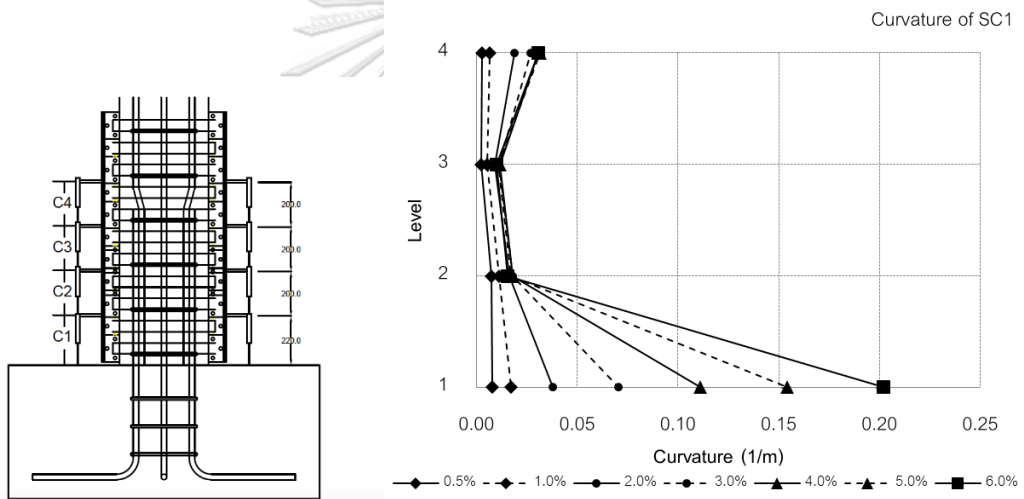 C4
C3
C2
C1
200.0
200.0
200.0
220.0
Curvature of SC1
Level
4
3
2
1
0.00 0.05 0.10 0.15 0.20 0.25
Curvature (1/m)
0.5% 1.0% 2.0% 3.0% 4.0% 5.0% 6.0%